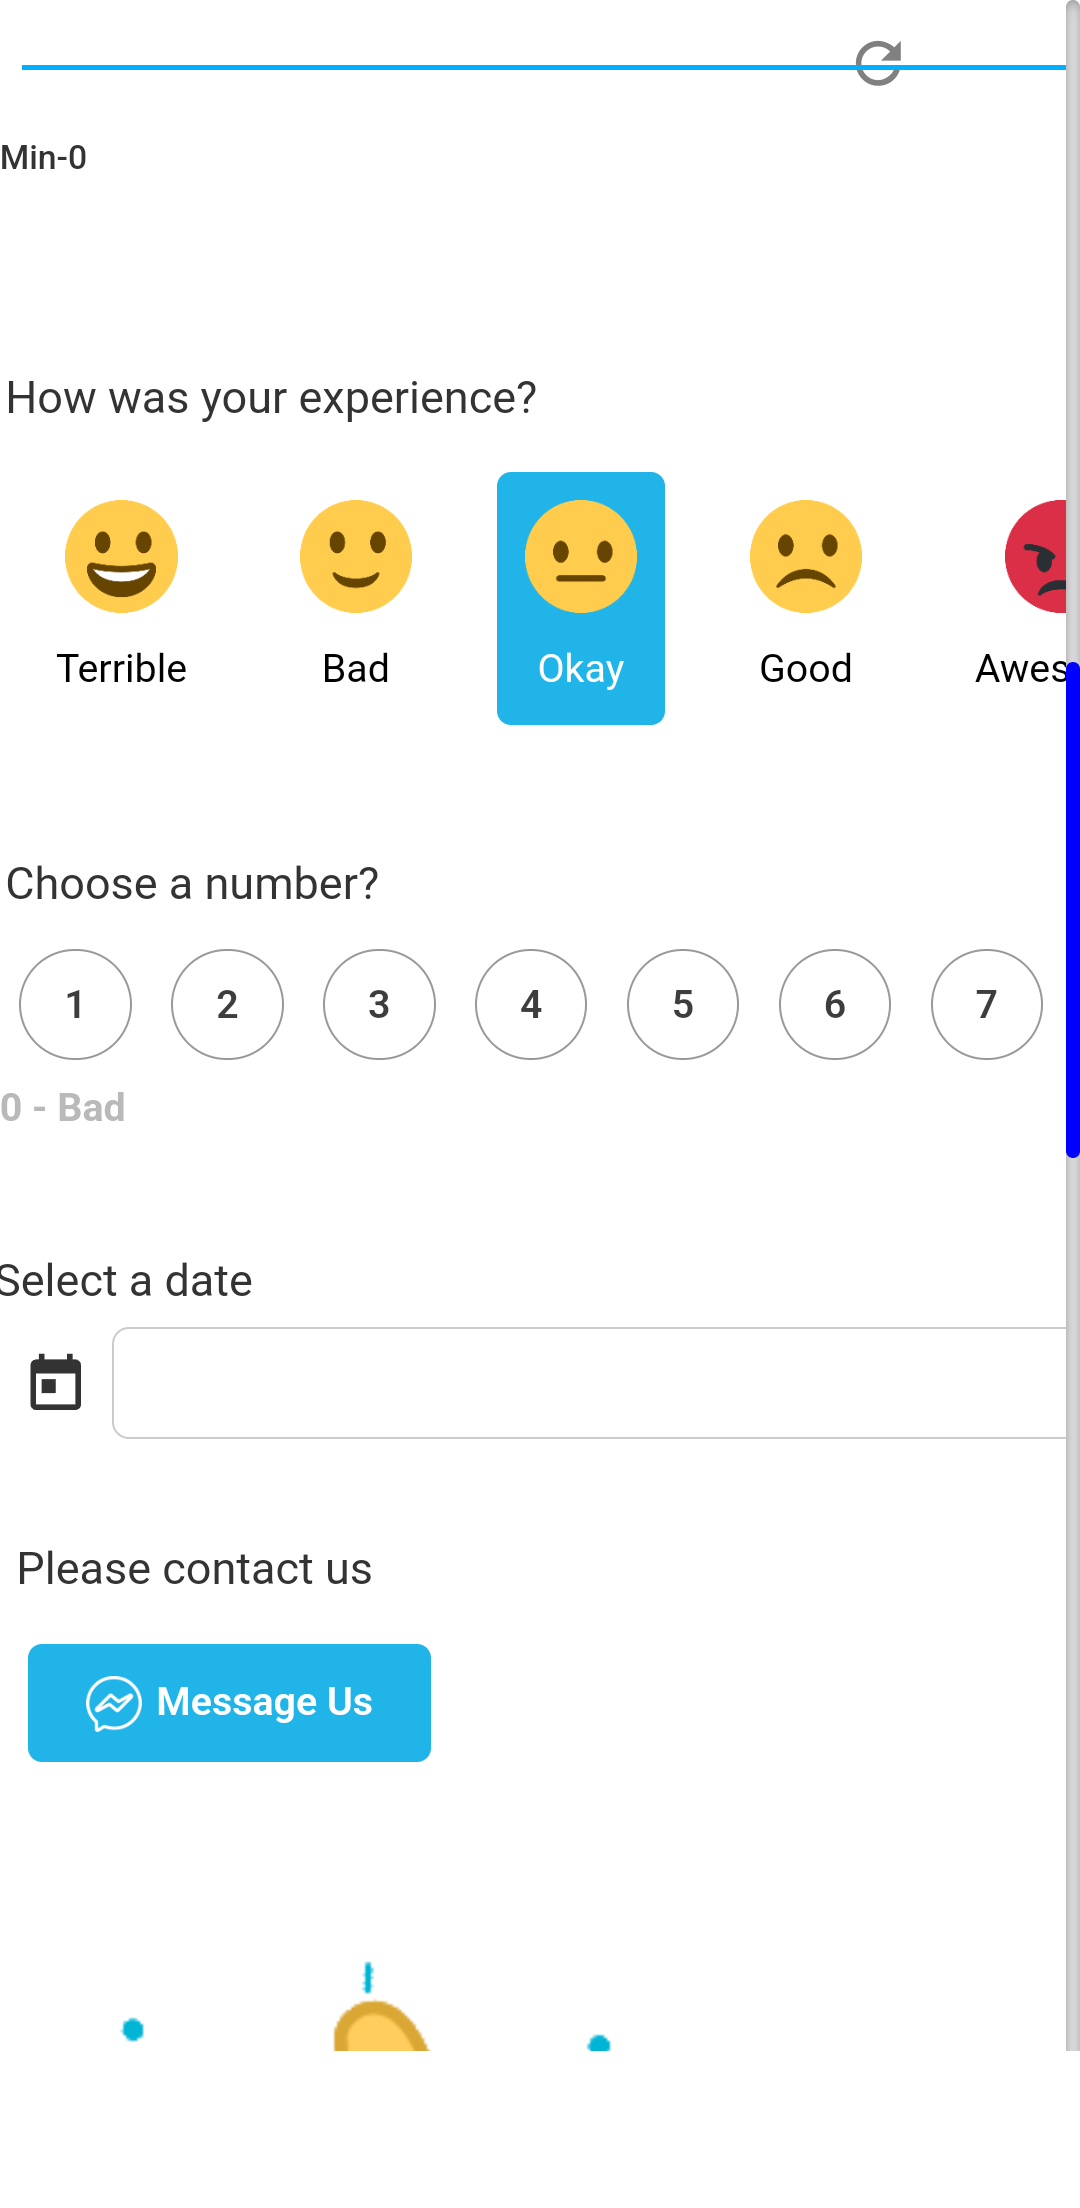 Min-0
How was your experience?
Terrible Bad Okay Good Awes
Choose a number?
1 2 3 4 5 6 7
0 - Bad
Select a date
Please contact us
Message Us